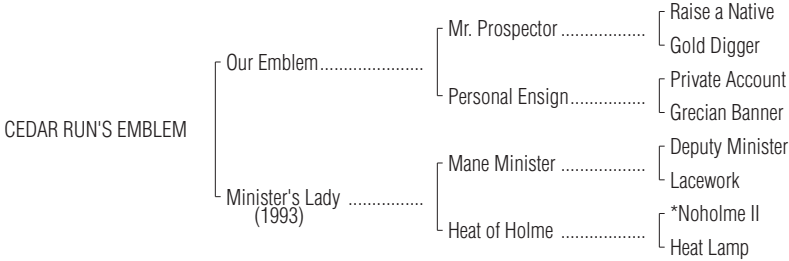 Raise a Native
Mr. Prospector ..................
Gold Digger
Our Emblem......................
Private Account
Personal Ensign................
Grecian Banner
CEDAR RUN'S EMBLEM
Deputy Minister
Mane Minister ..................
Lacework
Minister's Lady ................
(1993)
*Noholme II
Heat of Holme ..................
Heat Lamp